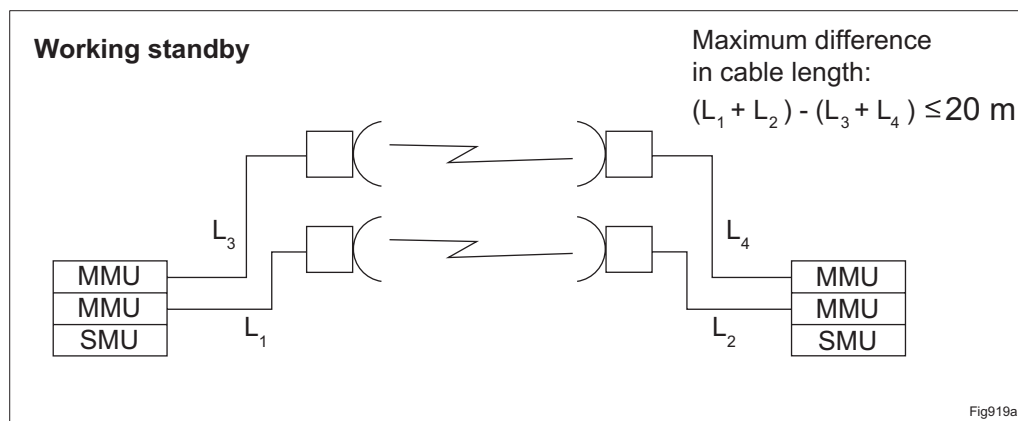 Working standby
Maximum difference
in cable length:
(L₁ + L₂ ) - (L₃ + L₄ ) ≤ 20 m
L₃
L₄
MMU
MMU
SMU
L₁
L₂
MMU
MMU
SMU
Fig919a